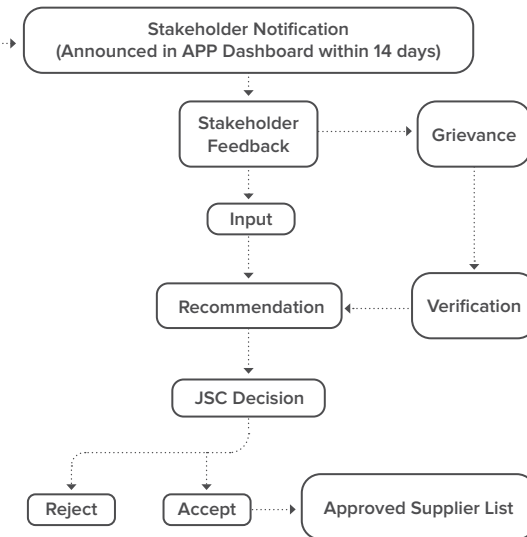 Stakeholder Notification
(Announced in APP Dashboard within 14 days)
Stakeholder
Feedback
Grievance
Input
Recommendation
Verification
JSC Decision
Reject
Accept
Approved Supplier List